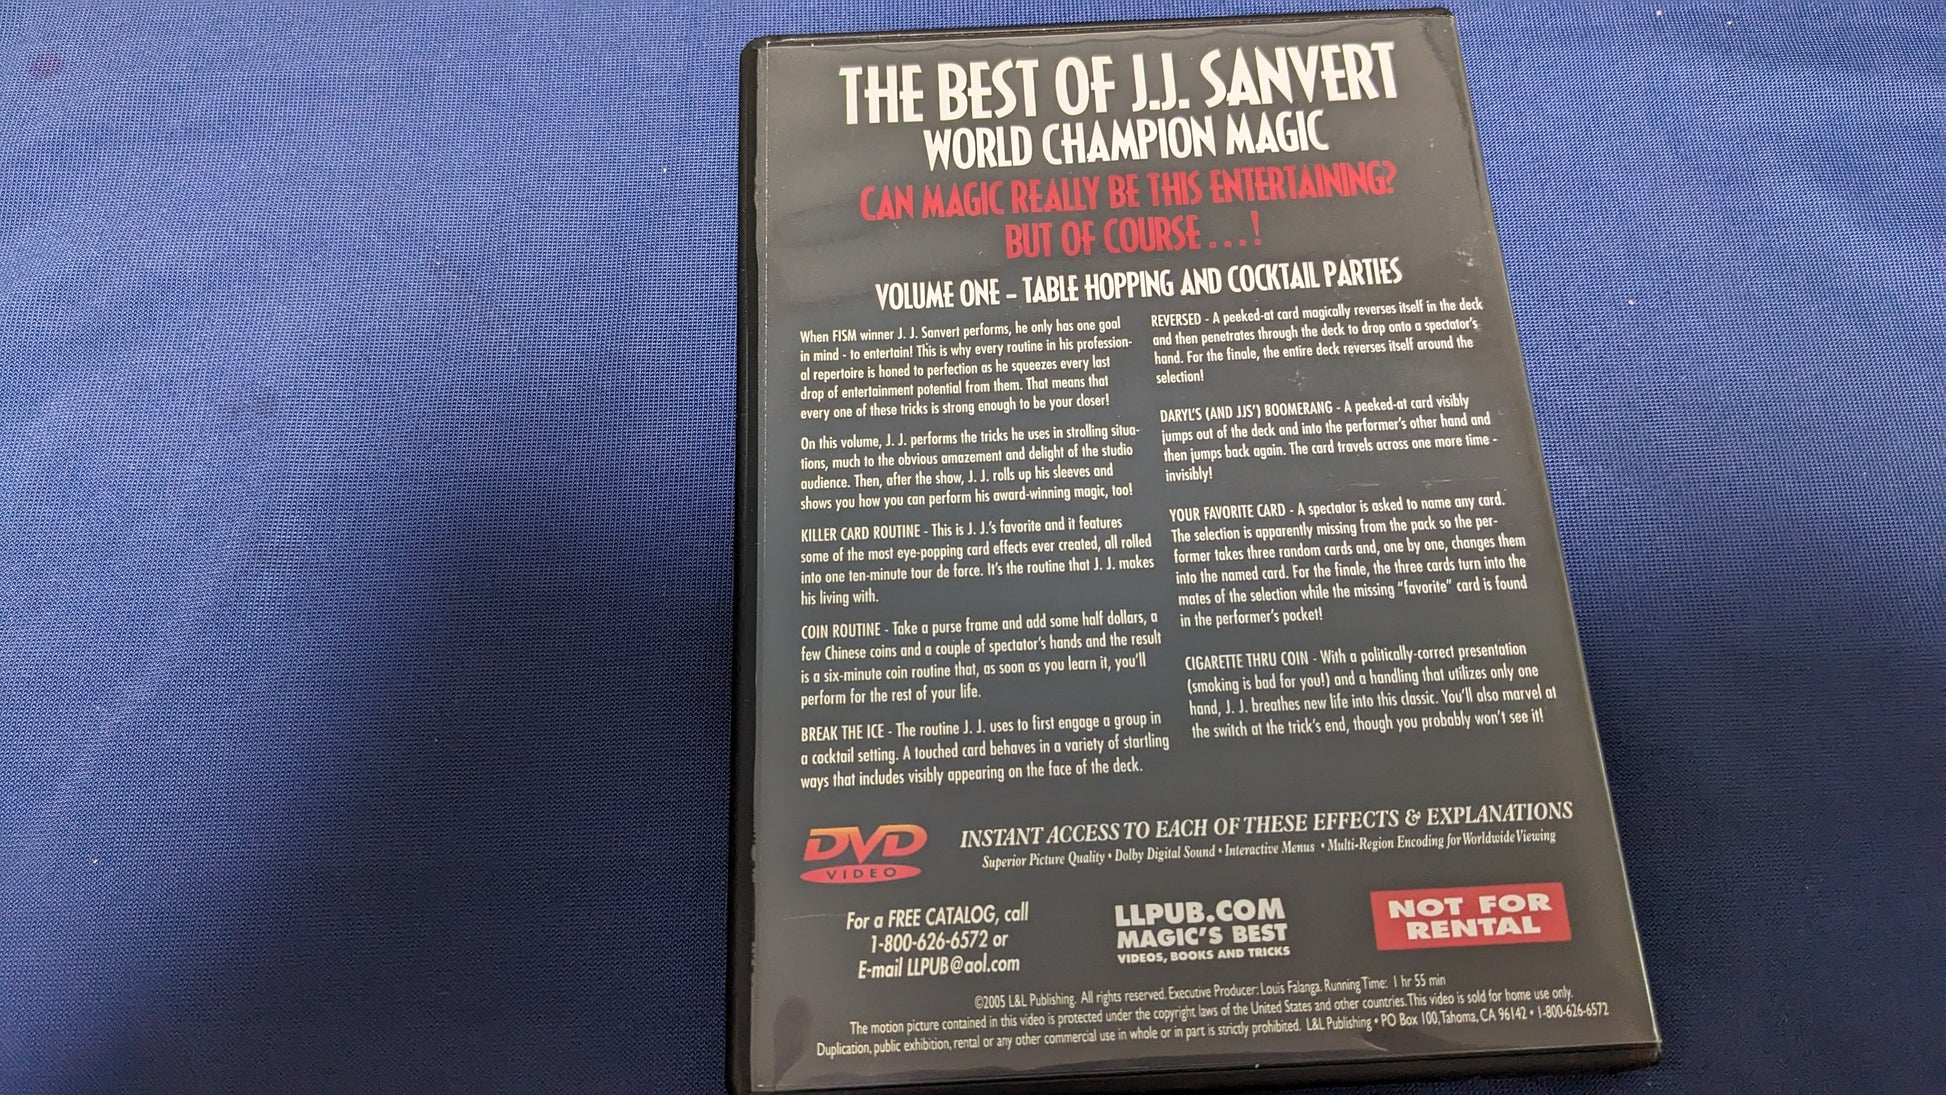 THE BEST OF J.J. SANVERT
WORLD CHAMPION MAGIC
CAN MAGIC REALLY BE THIS ENTERTAINING?
BUT OF COURSE...!
VOLUME ONE – TABLE HOPPING AND COCKTAIL PARTIES
When FISM winner J. J. Sanvert performs, he only has one goal
in mind - to entertain! This is why every routine in his profession-
al repertoire is honed to perfection as he squeezes every last
drop of entertainment potential from them. That means that
every one of these tricks is strong enough to be your closer!
On this volume, J. J. performs the tricks he uses in strolling situa-
tions, much to the obvious amazement and delight of the studio
audience. Then, after the show, J. J. rolls up his sleeves and
shows you how you can perform his award-winning magic, too!
KILLER CARD ROUTINE - This is J. J.'s favorite and it features
some of the most eye-popping card effects ever created, all rolled
into one ten-minute tour de force. It's the routine that J. J. makes
his living with.
COIN ROUTINE - Take a purse frame and add some half dollars, a
few Chinese coins and a couple of spectator's hands and the result
is a six-minute coin routine that, as soon as you learn it, you'll
perform for the rest of your life.
BREAK THE ICE - The routine J. J. uses to first engage a group in
a cocktail setting. A touched card behaves in a variety of startling
ways that includes visibly appearing on the face of the deck.
REVERSED - A peeked-at card magically reverses itself in the deck
and then penetrates through the deck to drop onto a spectator's
hand. For the finale, the entire deck reverses itself around the
selection!
DARYL'S (AND JJS') BOOMERANG - A peeked-at card visibly
jumps out of the deck and into the performer's other hand and
then jumps back again. The card travels across one more time -
invisibly!
YOUR FAVORITE CARD - A spectator is asked to name any card.
The selection is apparently missing from the pack so the per-
former takes three random cards and, one by one, changes them
into the named card. For the finale, the three cards turn into the
mates of the selection while the missing "favorite" card is found
in the performer's pocket!
CIGARETTE THRU COIN - With a politically-correct presentation
(smoking is bad for you!) and a handling that utilizes only one
hand, J. J. breathes new life into this classic. You'll also marvel at
the switch at the trick's end, though you probably won't see it!
DVD
VIDEO
INSTANT ACCESS TO EACH OF THESE EFFECTS & EXPLANATIONS
Superior Picture Quality • Dolby Digital Sound • Interactive Menus • Multi-Region Encoding for Worldwide Viewing
For a FREE CATALOG, call
1-800-626-6572 or
E-mail LLPUB@aol.com
LLPUB.COM
MAGIC'S BEST
VIDEOS, BOOKS AND TRICKS
NOT FOR
RENTAL
©2005 L&L Publishing. All rights reserved. Executive Producer: Louis Falanga. Running Time: 1 hr 55 min
The motion picture contained in this video is protected under the copyright laws of the United States and other countries. This video is sold for home use only.
Duplication, public exhibition, rental or any other commercial use in whole or in part is strictly prohibited. L&L Publishing • PO Box 100, Tahoma, CA 96142 • 1-800-626-6572